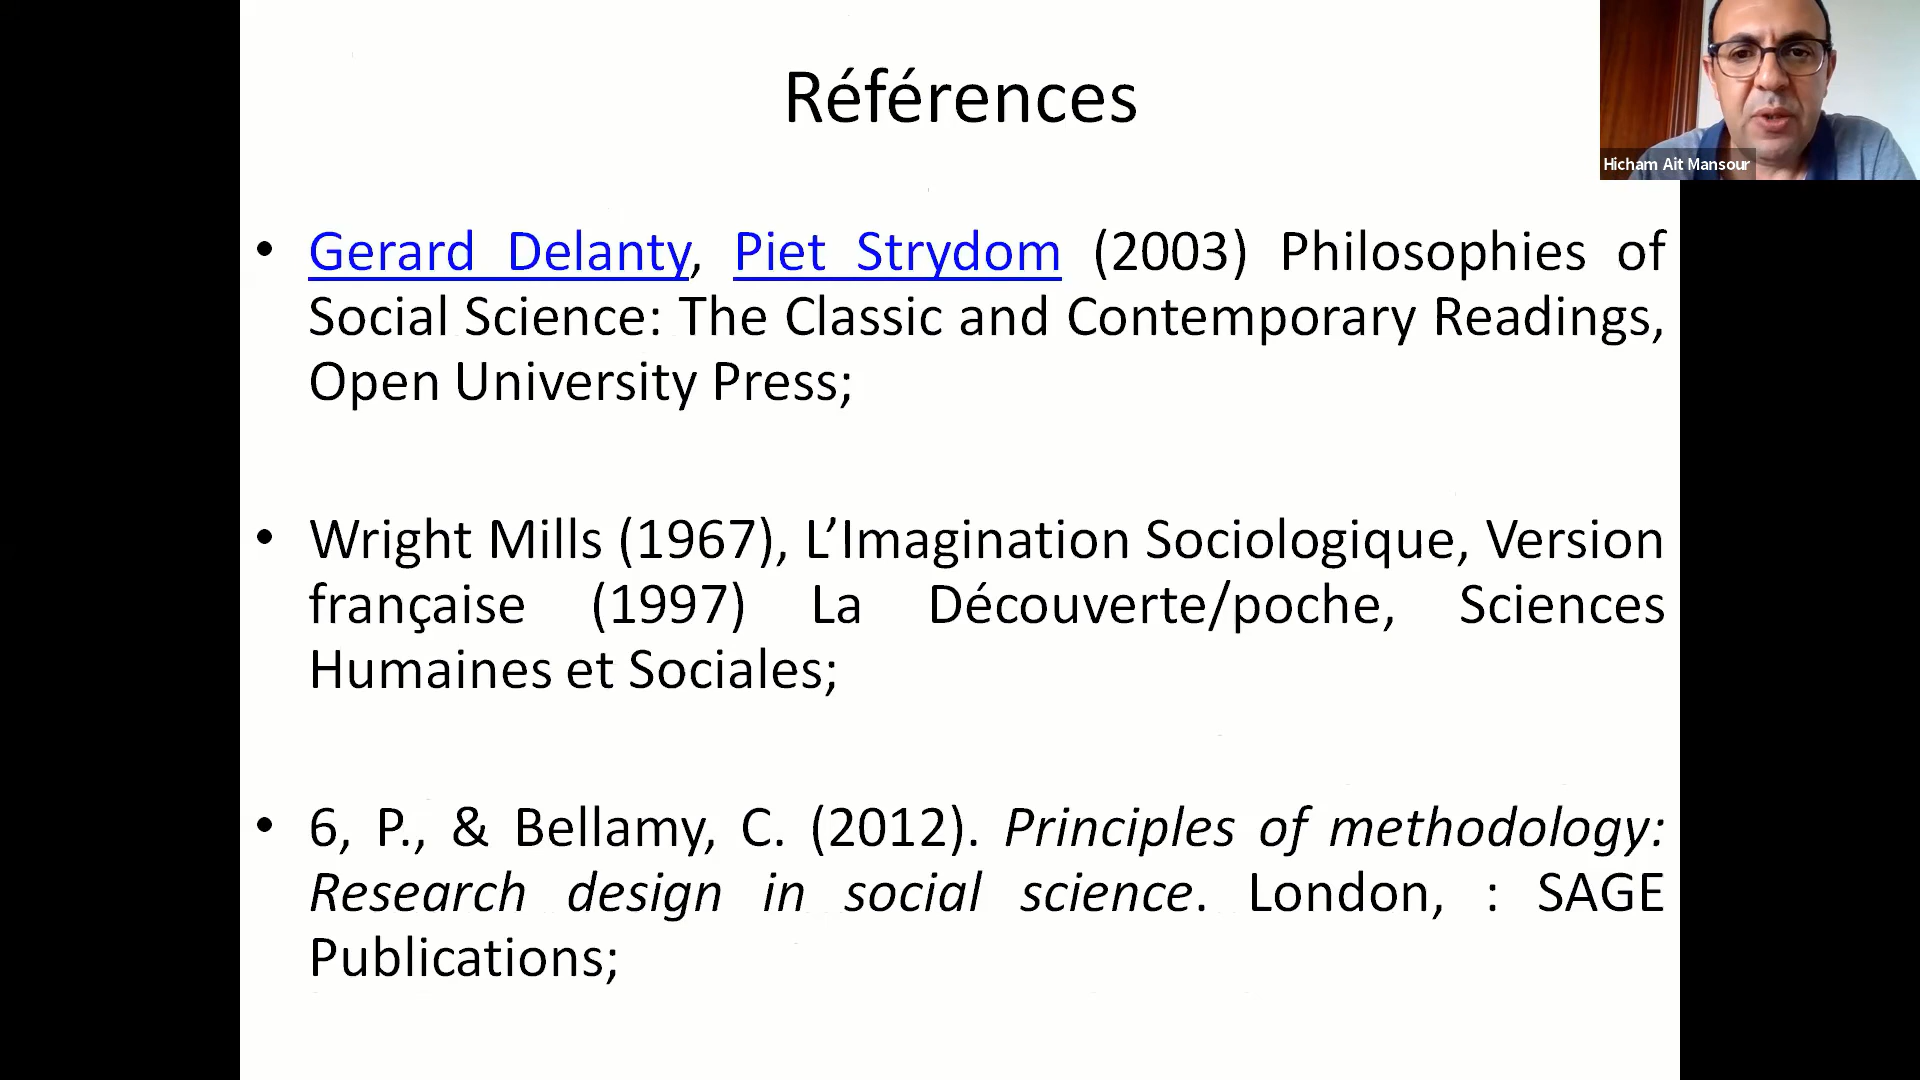 Références
Hicham Ait Mansour
• Gerard Delanty, Piet Strydom (2003) Philosophies of
Social Science: The Classic and Contemporary Readings,
Open University Press;
• Wright Mills (1967), L’Imagination Sociologique, Version
française (1997) La Découverte/poche, Sciences
Humaines et Sociales;
• 6, P., & Bellamy, C. (2012). Principles of methodology:
Research design in social science. London, : SAGE
Publications;